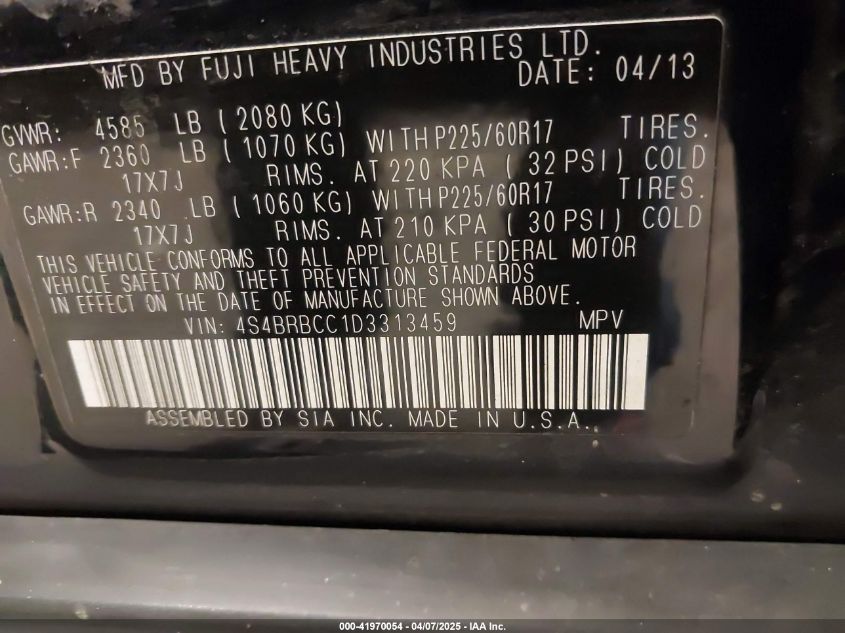 MFD BY FUJI HEAVY INDUSTRIES LTD.
DATE: 04/13
GVWR: 4585 LB ( 2080 KG)
GAWR:F 2360 LB ( 1070 KG) WITH P225/60R17 TIRES.
17X7J RIMS. AT 220 KPA ( 32 PSI) COLD
GAWR:R 2340 LB ( 1060 KG) WITH P225/60R17 TIRES.
17X7J RIMS. AT 210 KPA ( 30 PSI) COLD
THIS VEHICLE CONFORMS TO ALL APPLICABLE FEDERAL MOTOR
VEHICLE SAFETY AND THEFT PREVENTION STANDARDS
IN EFFECT ON THE DATE OF MANUFACTURE SHOWN ABOVE.
VIN: 4S4BRBCC1D3313459 MPV
ASSEMBLED BY SIA INC. MADE IN U.S.A.
000-41970054 - 04/07/2025 - IAA Inc.